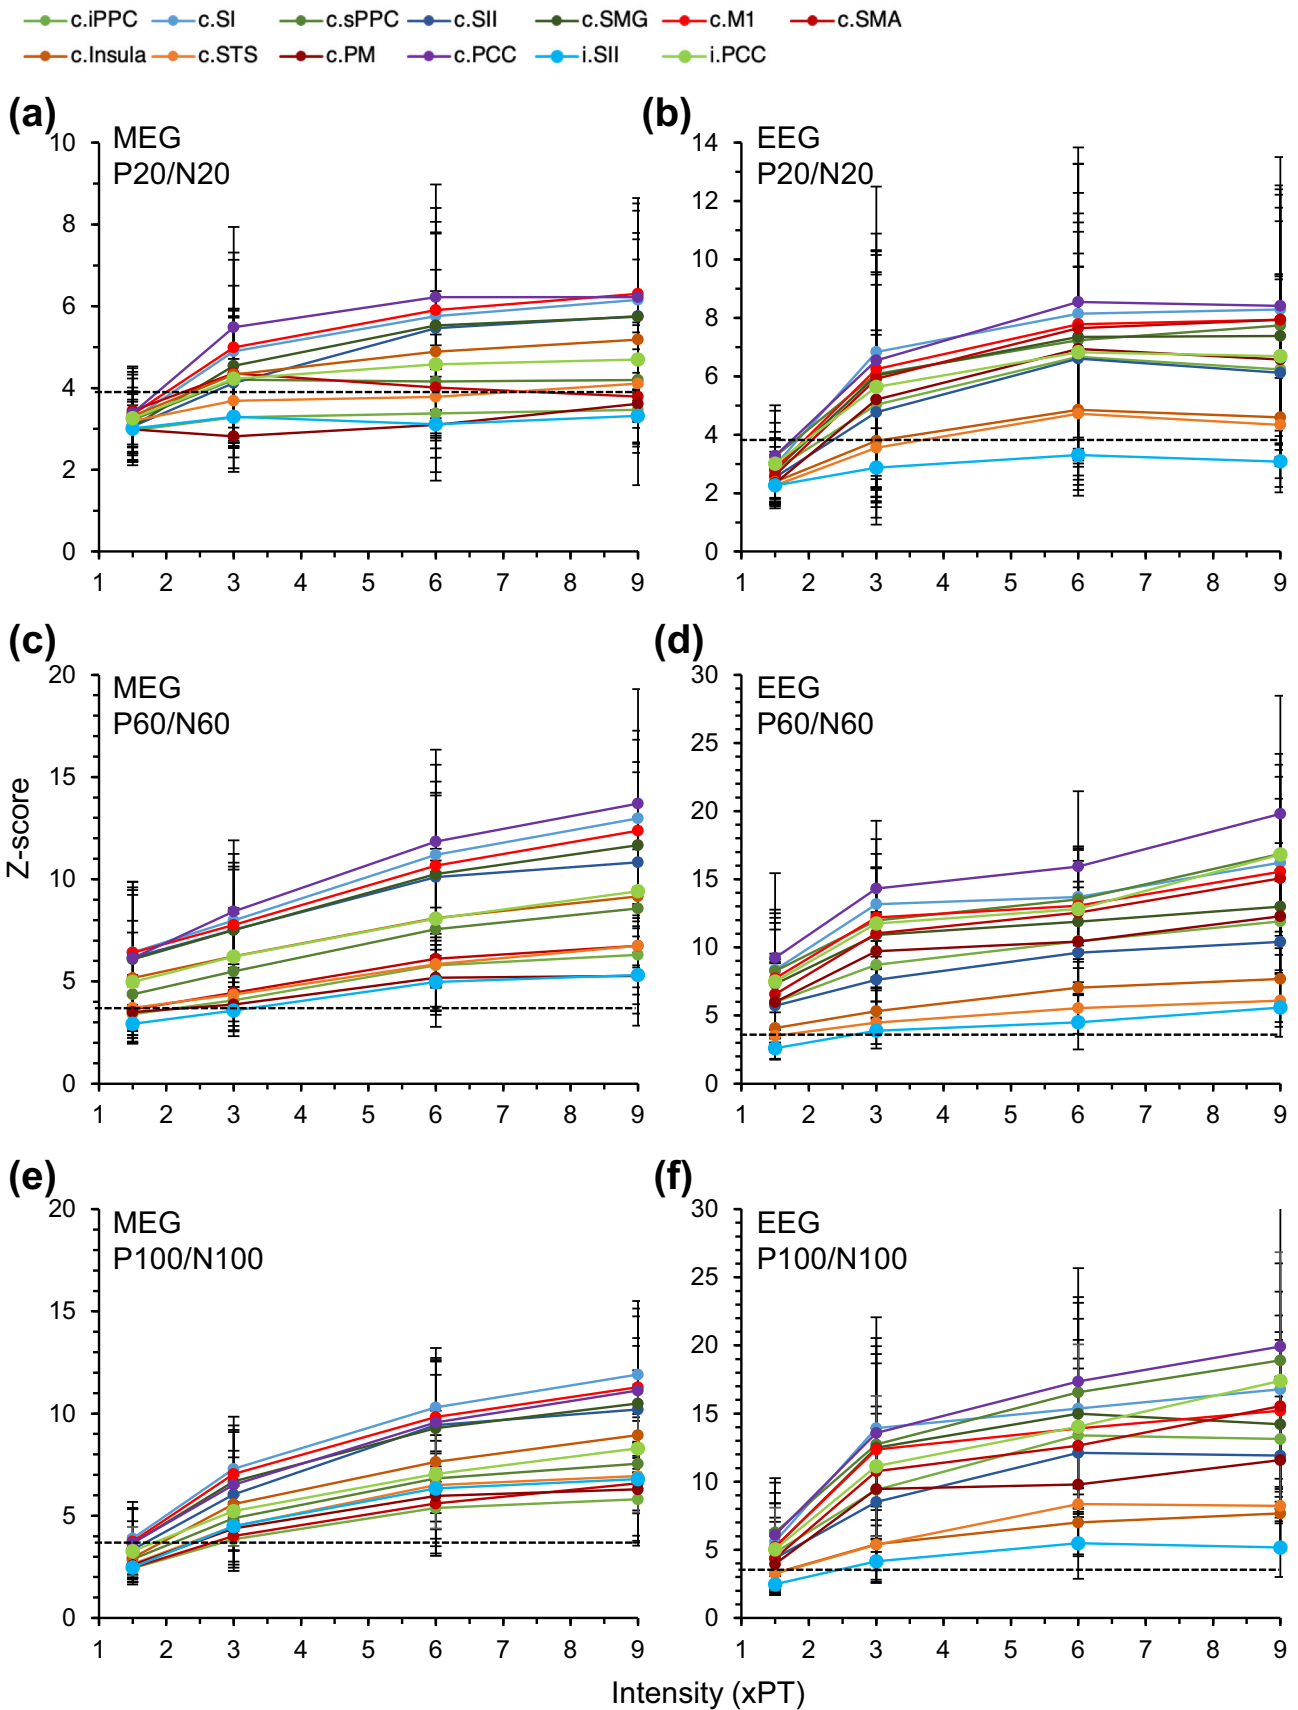 c.iPPC c.SI c.sPPC c.SII c.SMG c.M1 c.SMA
c.Insula c.STS c.PM c.PCC i.SII i.PCC
(a)
MEG
P20/N20
10
8
6
4
2
0
1 2 3 4 5 6 7 8 9
(b)
EEG
P20/N20
14
12
10
8
6
4
2
0
1 2 3 4 5 6 7 8 9
(c)
MEG
P60/N60
20
15
10
5
0
1 2 3 4 5 6 7 8 9
(d)
EEG
P60/N60
30
25
20
15
10
5
0
1 2 3 4 5 6 7 8 9
Z-score
(e)
MEG
P100/N100
20
15
10
5
0
1 2 3 4 5 6 7 8 9
(f)
EEG
P100/N100
30
25
20
15
10
5
0
1 2 3 4 5 6 7 8 9
Intensity (xPT)